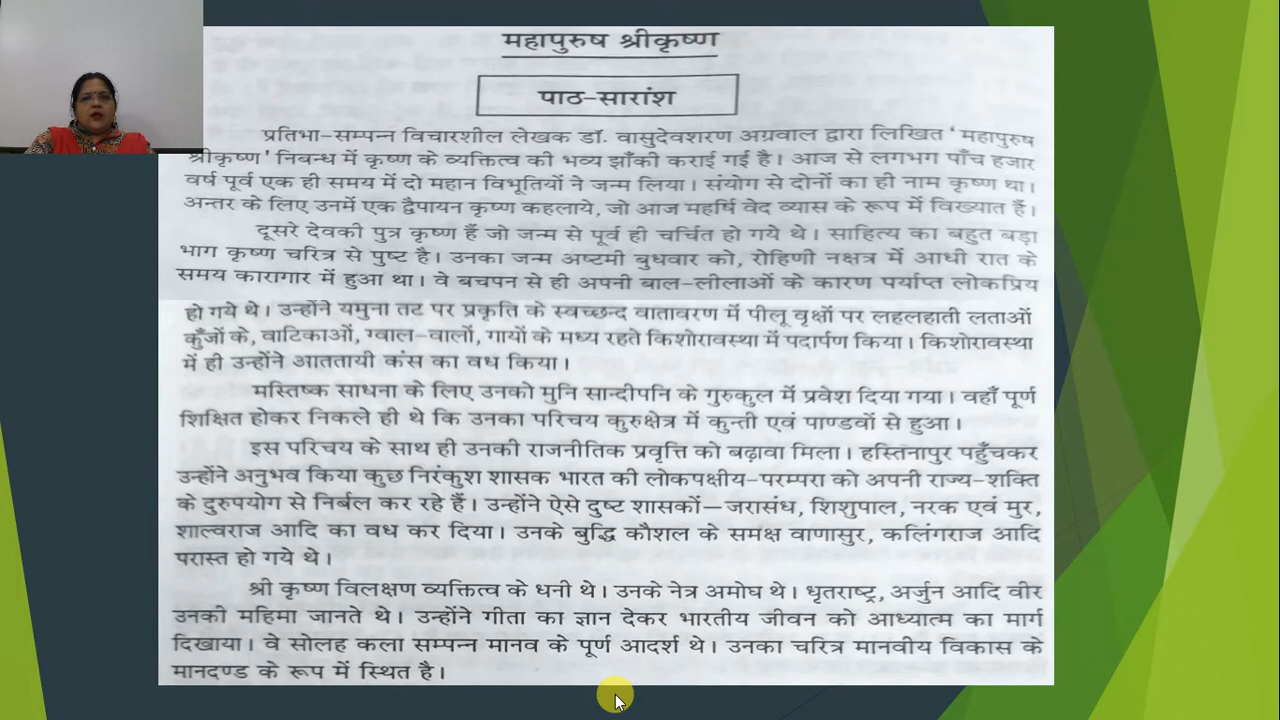 महापुरुष श्रीकृष्ण
पाठ-सारांश
प्रतिभा-सम्पन्न विचारशील लेखक डॉ. वासुदेवशरण अग्रवाल द्वारा लिखित 'महापुरुष
श्रीकृष्ण' निबन्ध में कृष्ण के व्यक्तित्व की भव्य झाँकी कराई गई है। आज से लगभग पाँच हजार
वर्ष पूर्व एक ही समय में दो महान विभूतियों ने जन्म लिया। संयोग से दोनों का ही नाम कृष्ण था।
अन्तर के लिए उनमें एक द्वैपायन कृष्ण कहलाये, जो आज महर्षि वेद व्यास के रूप में विख्यात हैं।
दूसरे देवकी पुत्र कृष्ण हैं जो जन्म से पूर्व ही चर्चित हो गये थे। साहित्य का बहुत बड़ा
भाग कृष्ण चरित्र से पुष्ट है। उनका जन्म अष्टमी बुधवार को, रोहिणी नक्षत्र में आधी रात के
समय कारागार में हुआ था। वे बचपन से ही अपनी बाल-लीलाओं के कारण पर्याप्त लोकप्रिय
हो गये थे। उन्होंने यमुना तट पर प्रकृति के स्वच्छन्द वातावरण में पीलू वृक्षों पर लहलहाती लताओं
कुँजों के, वाटिकाओं, ग्वाल-वालों, गायों के मध्य रहते किशोरावस्था में पदार्पण किया। किशोरावस्था
में ही उन्होंने आततायी कंस का वध किया।
मस्तिष्क साधना के लिए उनको मुनि सान्दीपनि के गुरुकुल में प्रवेश दिया गया। वहाँ पूर्ण
शिक्षित होकर निकले ही थे कि उनका परिचय कुरुक्षेत्र में कुन्ती एवं पाण्डवों से हुआ।
इस परिचय के साथ ही उनकी राजनीतिक प्रवृत्ति को बढ़ावा मिला। हस्तिनापुर पहुँचकर
उन्होंने अनुभव किया कुछ निरंकुश शासक भारत की लोकपक्षीय-परम्परा को अपनी राज्य-शक्ति
के दुरुपयोग से निर्बल कर रहे हैं। उन्होंने ऐसे दुष्ट शासकों—जरासंध, शिशुपाल, नरक एवं मुर,
शाल्वराज आदि का वध कर दिया। उनके बुद्धि कौशल के समक्ष वाणासुर, कलिंगराज आदि
परास्त हो गये थे।
श्री कृष्ण विलक्षण व्यक्तित्व के धनी थे। उनके नेत्र अमोघ थे। धृतराष्ट्र, अर्जुन आदि वीर
उनकी महिमा जानते थे। उन्होंने गीता का ज्ञान देकर भारतीय जीवन को आध्यात्म का मार्ग
दिखाया। वे सोलह कला सम्पन्न मानव के पूर्ण आदर्श थे। उनका चरित्र मानवीय विकास के
मानदण्ड के रूप में स्थित है।